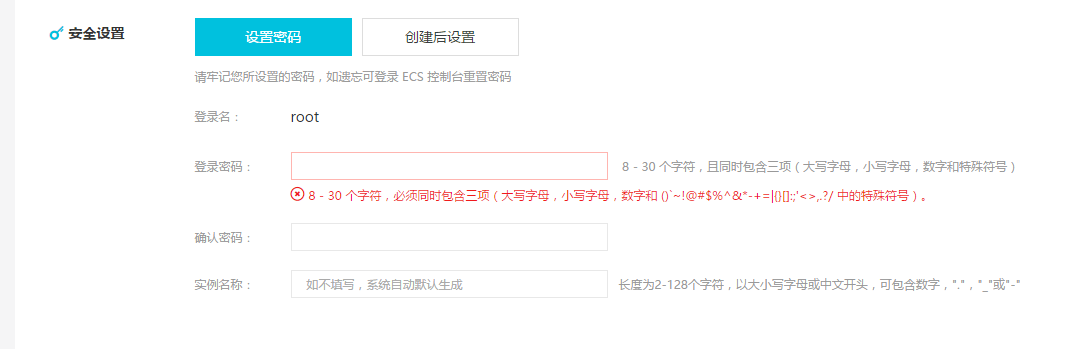 安全设置
设置密码 创建后设置
请牢记您所设置的密码，如遗忘可登录 ECS 控制台重置密码
登录名： root
登录密码： 8 - 30 个字符，且同时包含三项（大写字母，小写字母，数字和特殊符号）
8 - 30 个字符，必须同时包含三项（大写字母，小写字母，数字和 ()`~!@#$%^&*-+=|{}[]:;'<>,.?/ 中的特殊符号）。
确认密码：
实例名称： 如不填写，系统自动默认生成 长度为2-128个字符，以大小写字母或中文开头，可包含数字，"."，"_"或"-"